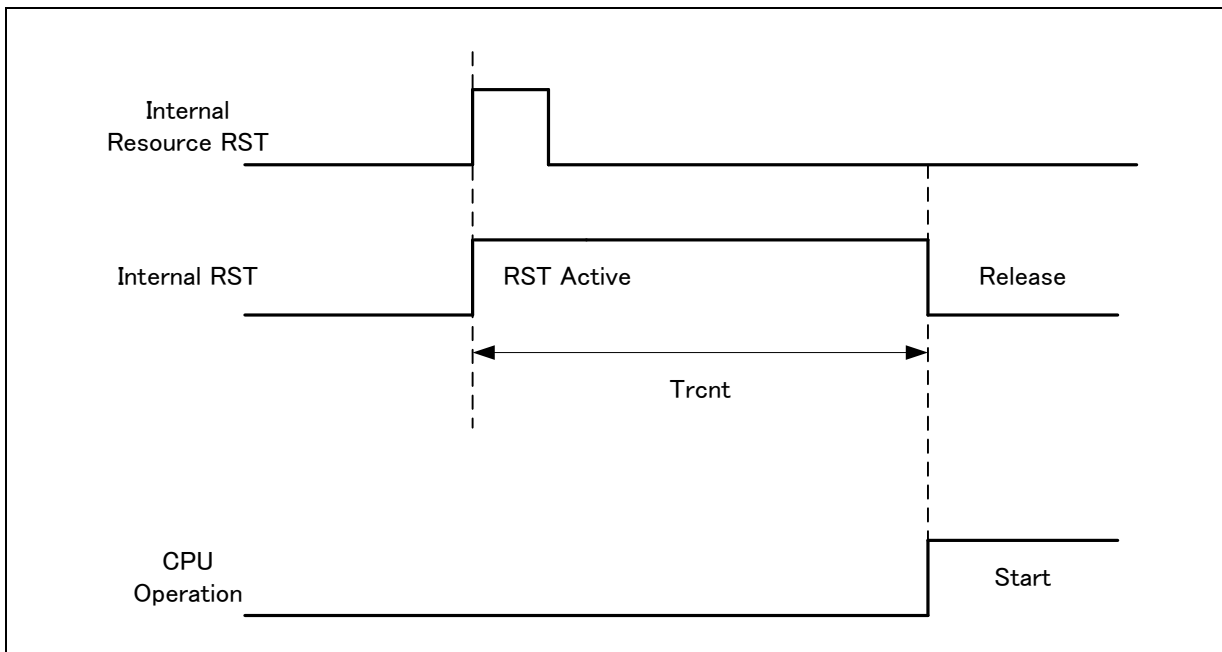 Internal
Resource RST
Internal RST
RST Active
Release
Trcnt
CPU
Operation
Start